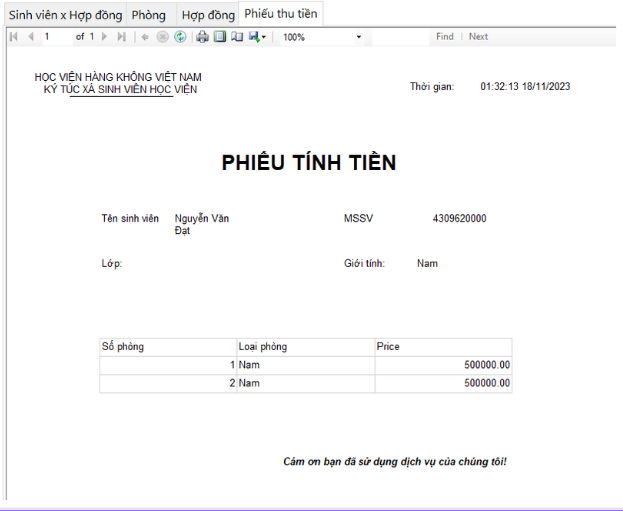 Sinh viên x Hợp đồng Phòng Hợp đồng Phiếu thu tiền
1 of 1 100% Find | Next
HỌC VIỆN HÀNG KHÔNG VIỆT NAM
KÝ TÚC XÁ SINH VIÊN HỌC VIỆN
Thời gian: 01:32:13 18/11/2023
PHIẾU TÍNH TIỀN
Tên sinh viên Nguyễn Văn
Đạt
MSSV 4309620000
Lớp: Giới tính: Nam
Số phòng Loại phòng Price
1 Nam 500000.00
2 Nam 500000.00
Cảm ơn bạn đã sử dụng dịch vụ của chúng tôi!